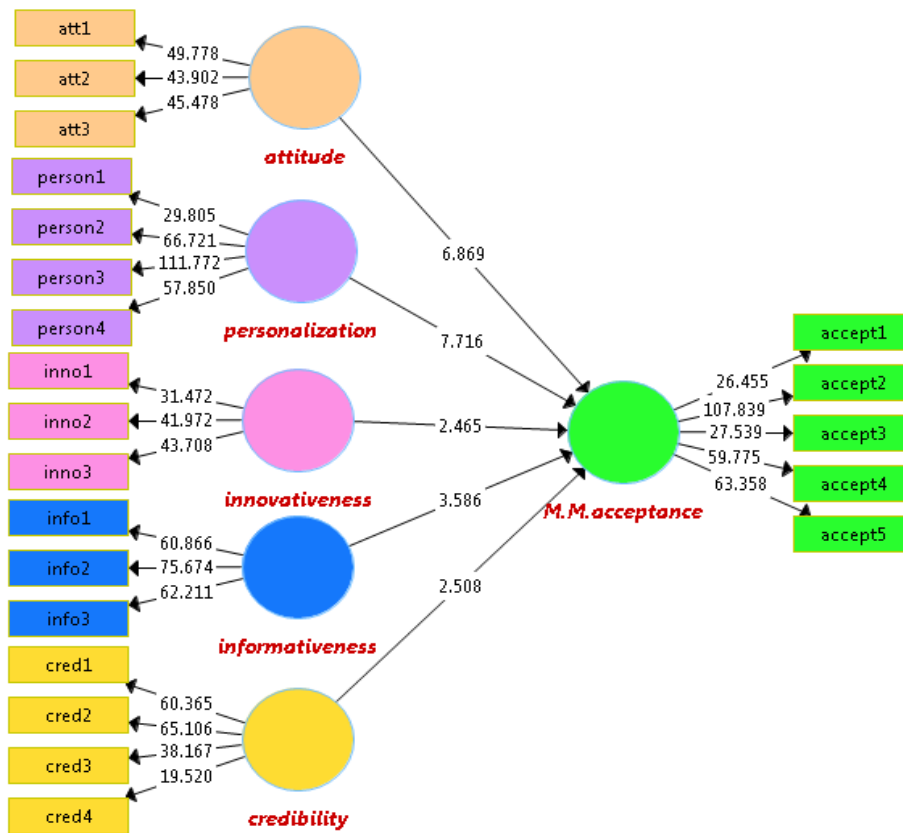 att1
att2
att3
49.778
43.902
45.478
attitude
person1
person2
person3
person4
29.805
66.721
111.772
57.850
personalization
inno1
inno2
inno3
31.472
41.972
43.708
innovativeness
info1
info2
info3
60.866
75.674
62.211
informativeness
cred1
cred2
cred3
cred4
60.365
65.106
38.167
19.520
credibility
6.869
7.716
2.465
3.586
2.508
M.M.acceptance
26.455
107.839
27.539
59.775
63.358
accept1
accept2
accept3
accept4
accept5